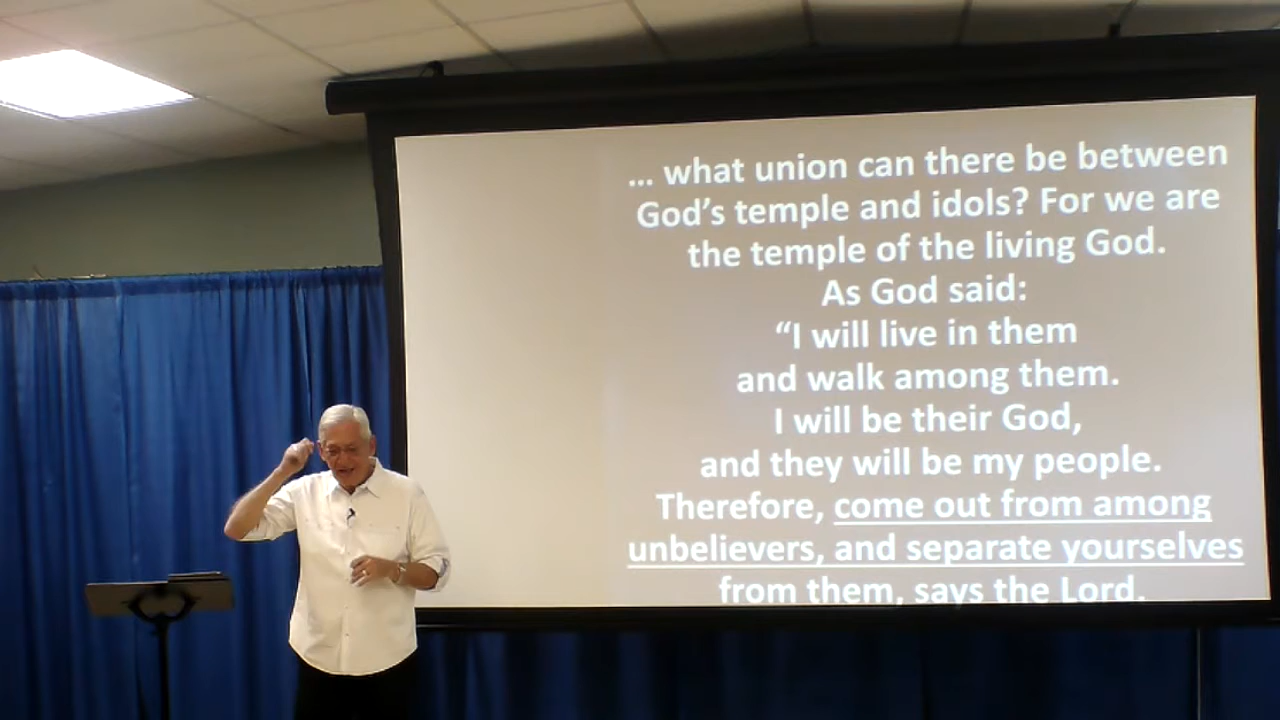 ... what union can there be between
God’s temple and idols? For we are
the temple of the living God.
As God said:
“I will live in them
and walk among them.
I will be their God,
and they will be my people.
Therefore, come out from among
unbelievers, and separate yourselves
from them, says the Lord.